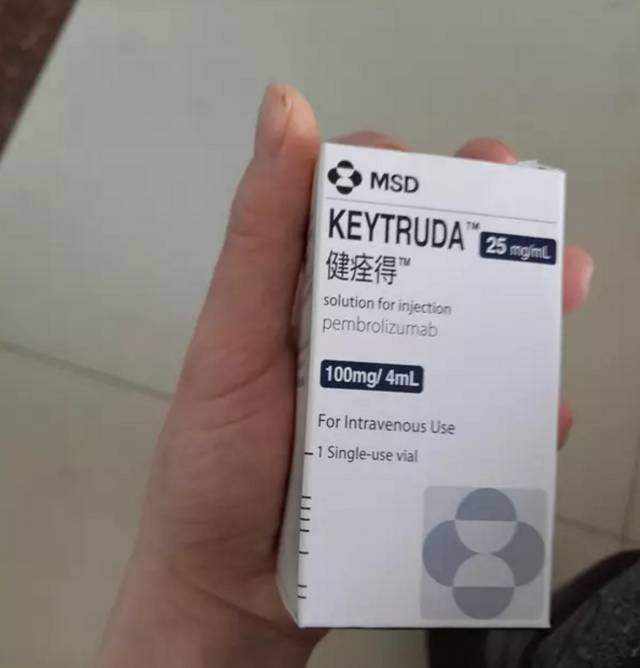 MSD
KEYTRUDA™ 25 mg/mL
健痊得™
solution for injection
pembrolizumab
100mg/ 4mL
For Intravenous Use
1 Single-use vial